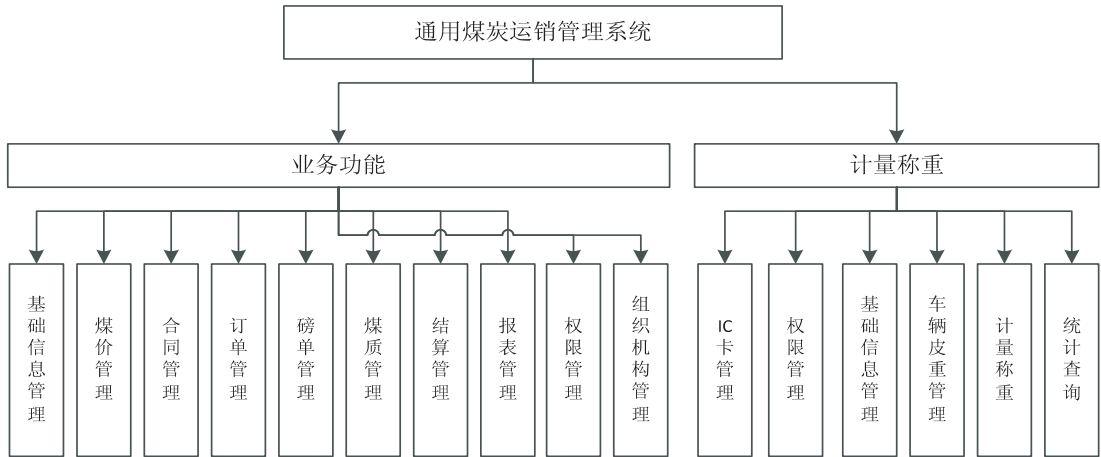 通用煤炭运销管理系统
业务功能
计量称重
基础信息管理
煤价管理
合同管理
订单管理
磅单管理
煤质管理
结算管理
报表管理
权限管理
组织机构管理
IC卡管理
权限管理
基础信息管理
车辆皮重管理
计量称重
统计查询